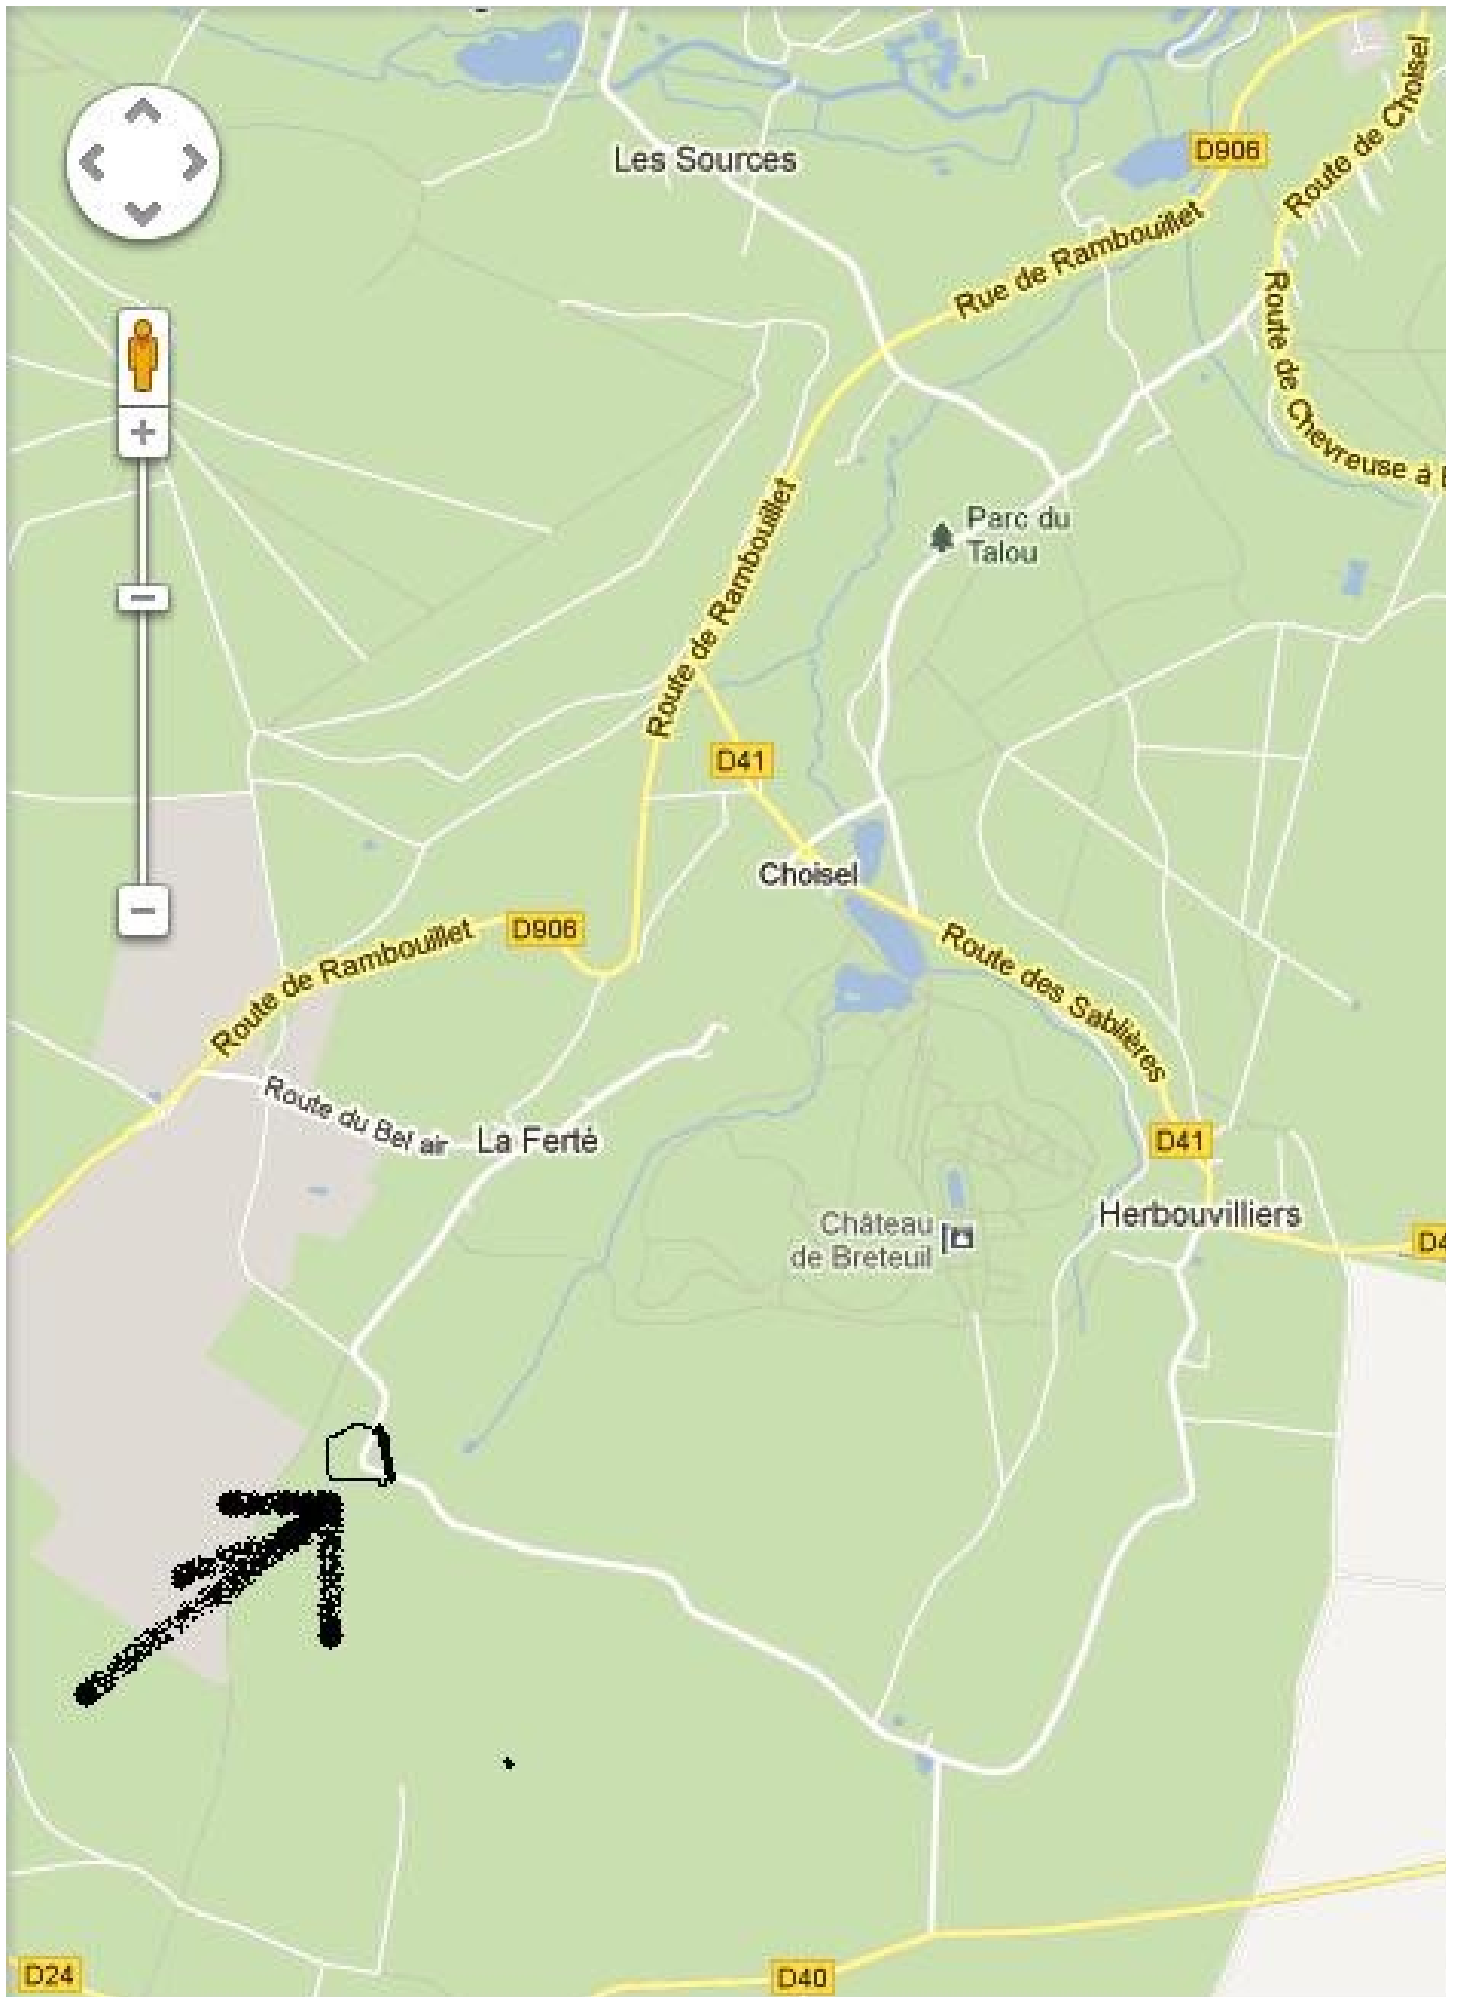 Route de Choisel
D906
Les Sources
Rue de Rambouillet
Route de Chevreuse à
Parc du
Talou
Route de Rambouillet
D41
Choisel
D906
Route de Rambouillet
Route des Sablières
Route du Bel air
La Ferté
D41
Herbouvilliers
Château
de Breteuil
D4
D24
D40